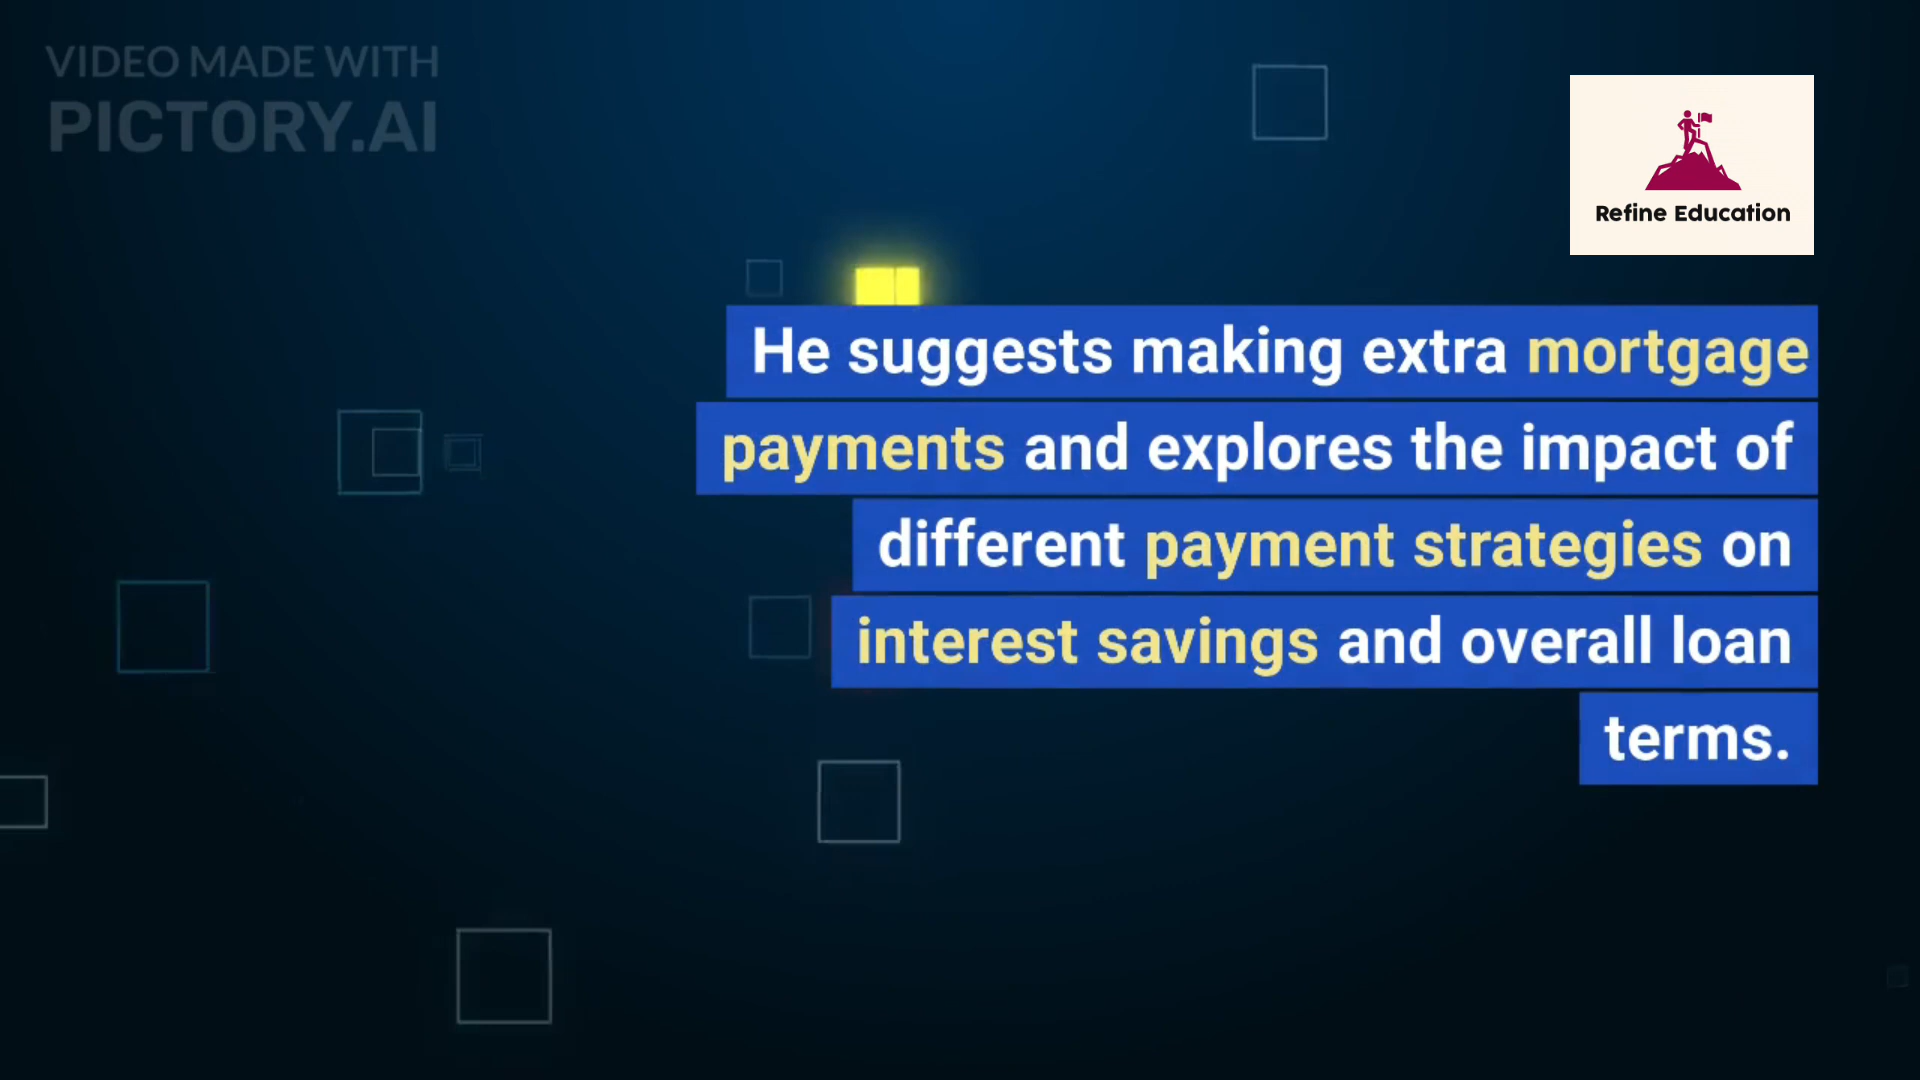 VIDEO MADE WITH
PICTORY.AI
Refine Education
He suggests making extra mortgage
payments and explores the impact of
different payment strategies on
interest savings and overall loan
terms.